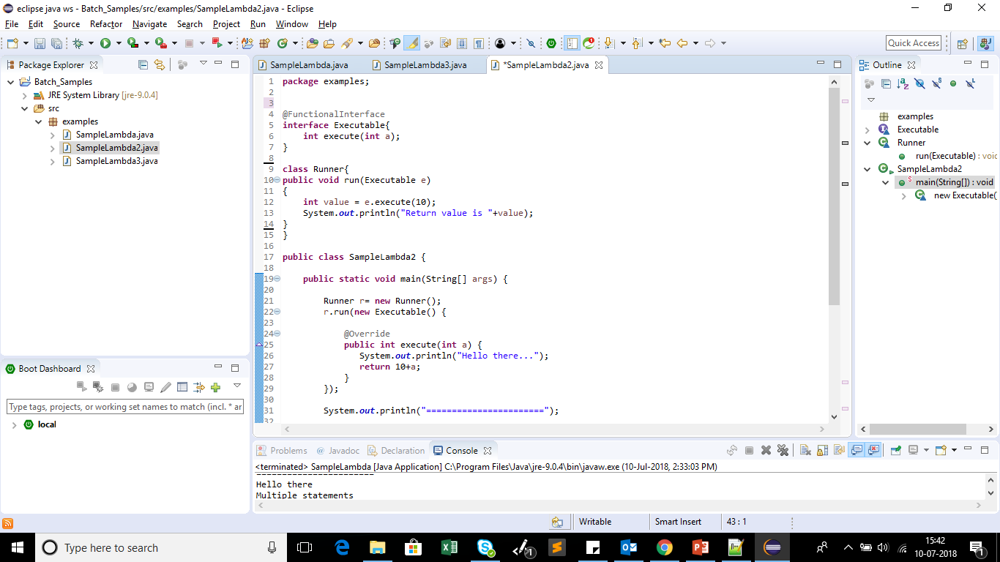 eclipse java ws - Batch_Samples/src/examples/SampleLambda2.java - Eclipse
File Edit Source Refactor Navigate Search Project Run Window Help
Quick Access
Package Explorer
Batch_Samples
JRE System Library [jre-9.0.4]
src
examples
SampleLambda.java
SampleLambda2.java
SampleLambda3.java
Boot Dashboard
Type tags, projects, or working set names to match (incl. * ar
local
SampleLambda.java SampleLambda3.java *SampleLambda2.java
1 package examples;
2
3
4 @FunctionalInterface
5 interface Executable{
6 int execute(int a);
7 }
8
9 class Runner{
10 public void run(Executable e)
11 {
12 int value = e.execute(10);
13 System.out.println("Return value is "+value);
14 }
15 }
16
17 public class SampleLambda2 {
18
19 public static void main(String[] args) {
20
21 Runner r= new Runner();
22 r.run(new Executable() {
23
24 @Override
25 public int execute(int a) {
26 System.out.println("Hello there...");
27 return 10+a;
28 }
29 });
30
31 System.out.println("=======================");
32
Outline
examples
Executable
Runner
run(Executable) : voic
SampleLambda2
main(String[]) : void
new Executable(
Problems @ Javadoc Declaration Console
<terminated> SampleLambda [Java Application] C:\Program Files\Java\jre-9.0.4\bin\javaw.exe (10-Jul-2018, 2:33:03 PM)
Hello there
Multiple statements
Writable Smart Insert 43 : 1
Type here to search
15:42
10-07-2018